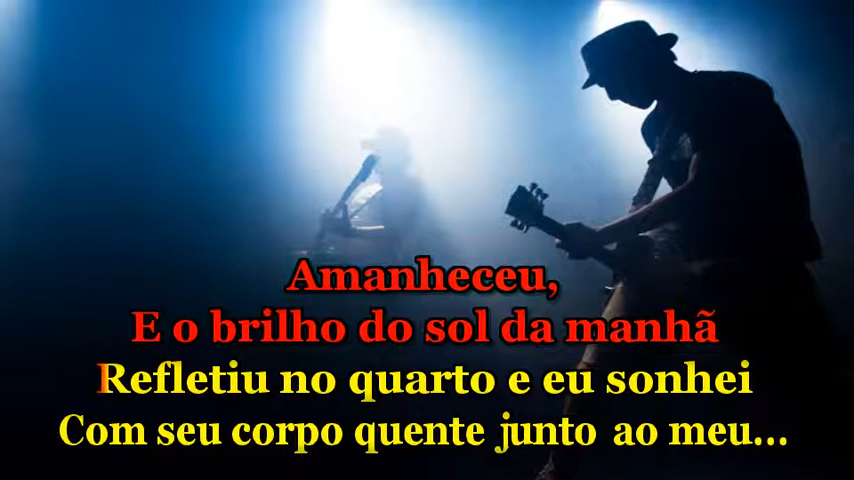 Amanheceu,
E o brilho do sol da manhã
Refletiu no quarto e eu sonhei
Com seu corpo quente junto ao meu...